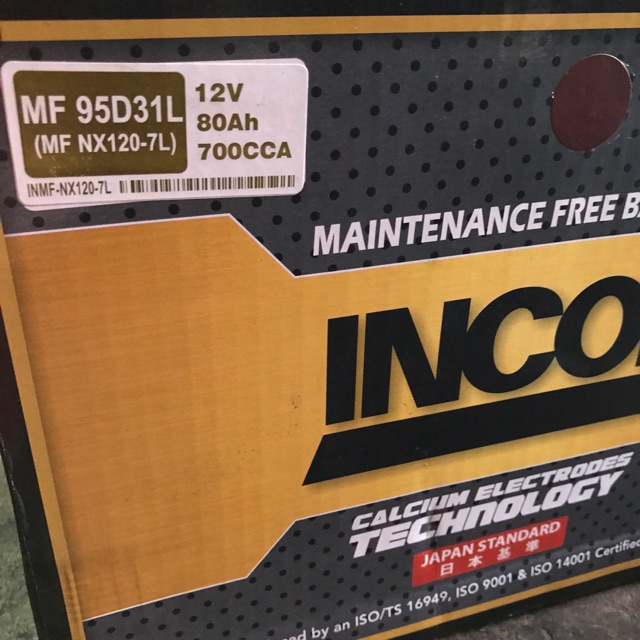 MF 95D31L
(MF NX120-7L)
12V
80Ah
700CCA
INMF-NX120-7L
MAINTENANCE FREE
INCO
CALCIUM ELECTRODES
TECHNOLOGY
JAPAN STANDARD
日本基準
by an ISO/TS 16949, ISO 9001 & ISO 14001 Certified